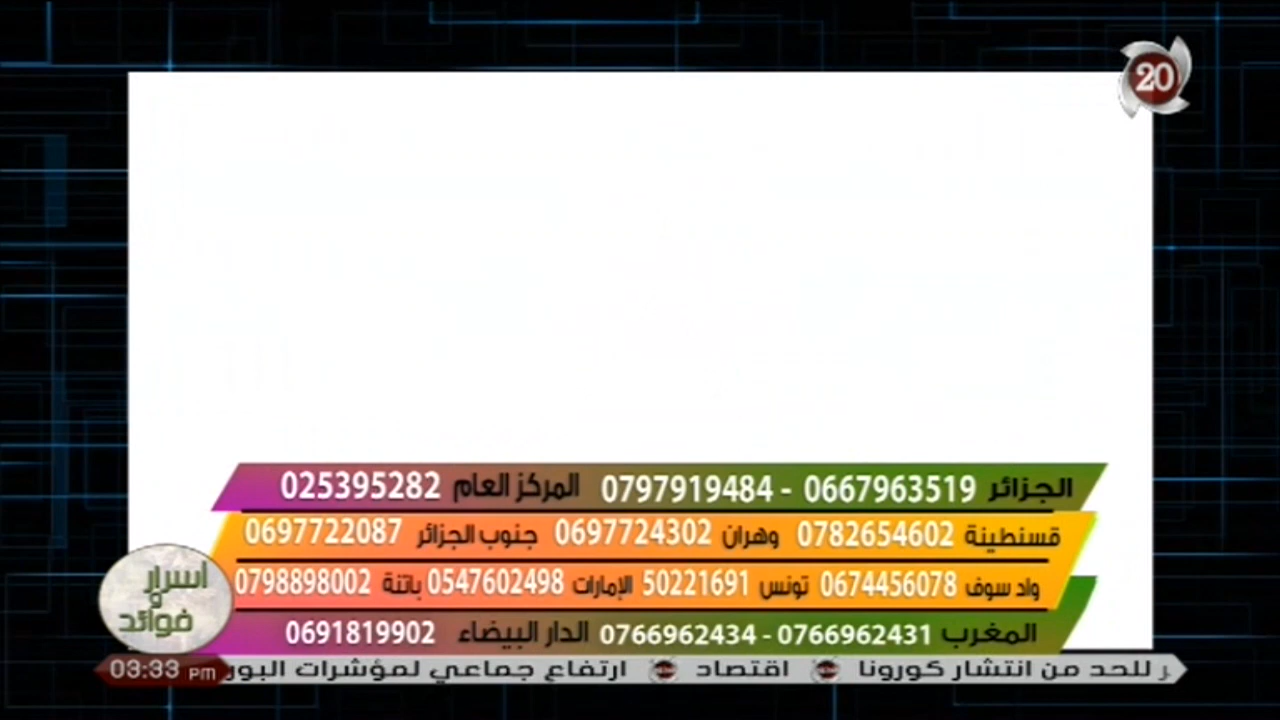 20
الجزائر 0667963519 - 0797919484 المركز العام 025395282
قسنطينة 0782654602 وهران 0697724302 جنوب الجزائر 0697722087
واد سوف 0674456078 تونس 50221691 الإمارات 0547602498 باتنة 0798898002
المغرب 0766962431 - 0766962434 الدار البيضاء 0691819902
اسرار
و
فوائد
للحد من انتشار كورونا اقتصاد ارتفاع جماعي لمؤشرات
03:33 PM